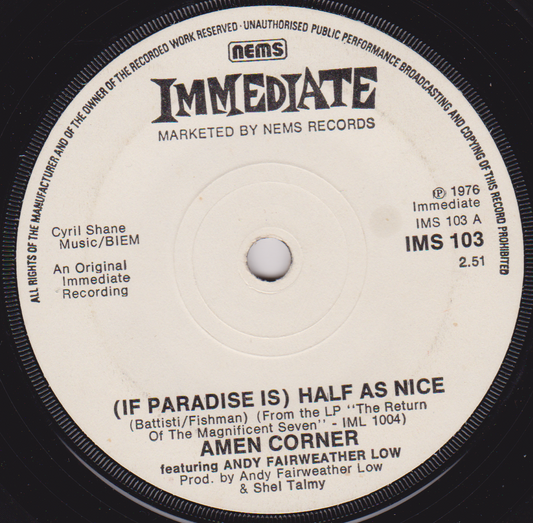 ALL RIGHTS OF THE MANUFACTURER AND OF THE OWNER OF THE RECORDED WORK RESERVED · UNAUTHORISED PUBLIC PERFORMANCE BROADCASTING AND COPYING OF THIS RECORD PROHIBITED
NEMS
IMMEDIATE
MARKETED BY NEMS RECORDS
℗ 1976
Immediate
IMS 103 A
IMS 103
2.51
Cyril Shane
Music/BIEM
An Original
Immediate
Recording
(IF PARADISE IS) HALF AS NICE
(Battisti/Fishman) (From the LP "The Return
Of The Magnificent Seven" - IML 1004)
AMEN CORNER
featuring ANDY FAIRWEATHER LOW
Prod. by Andy Fairweather Low
& Shel Talmy